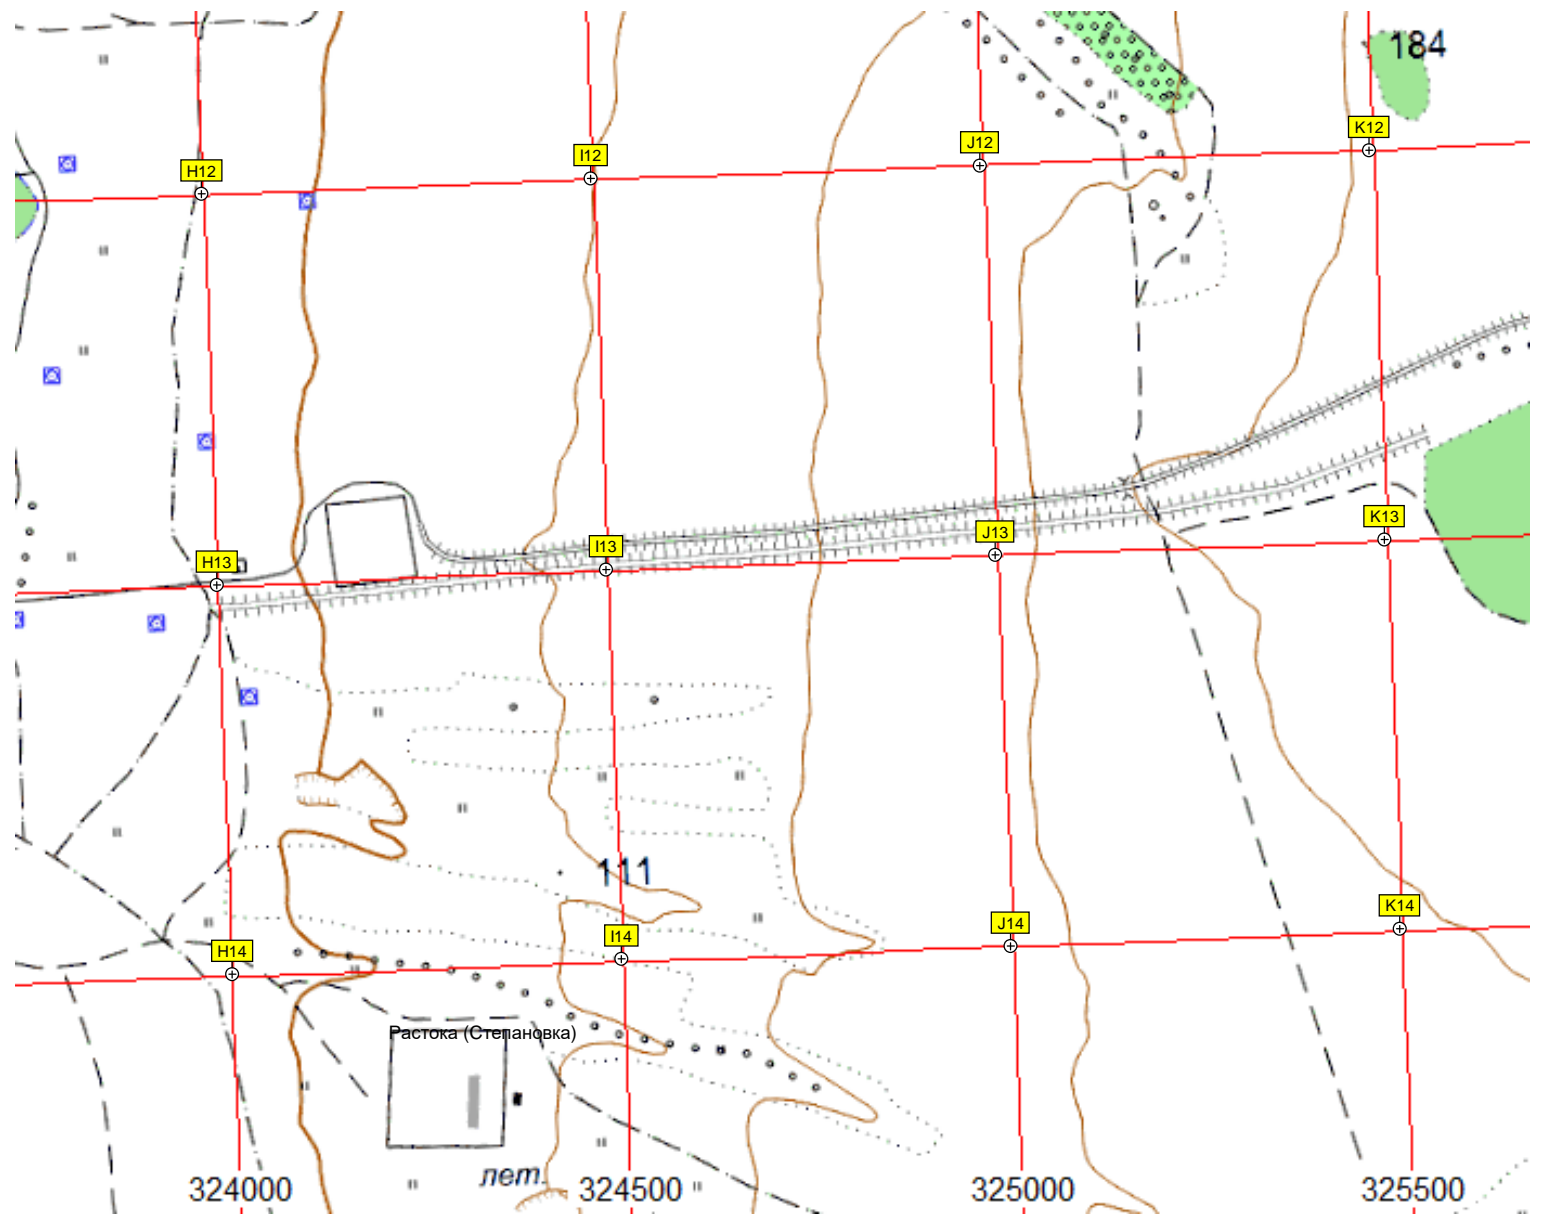 184
K12
J12
I12
H12
K13
J13
I13
H13
111
K14
J14
I14
H14
Растока (Степановка)
лет.
324000
324500
325000
325500